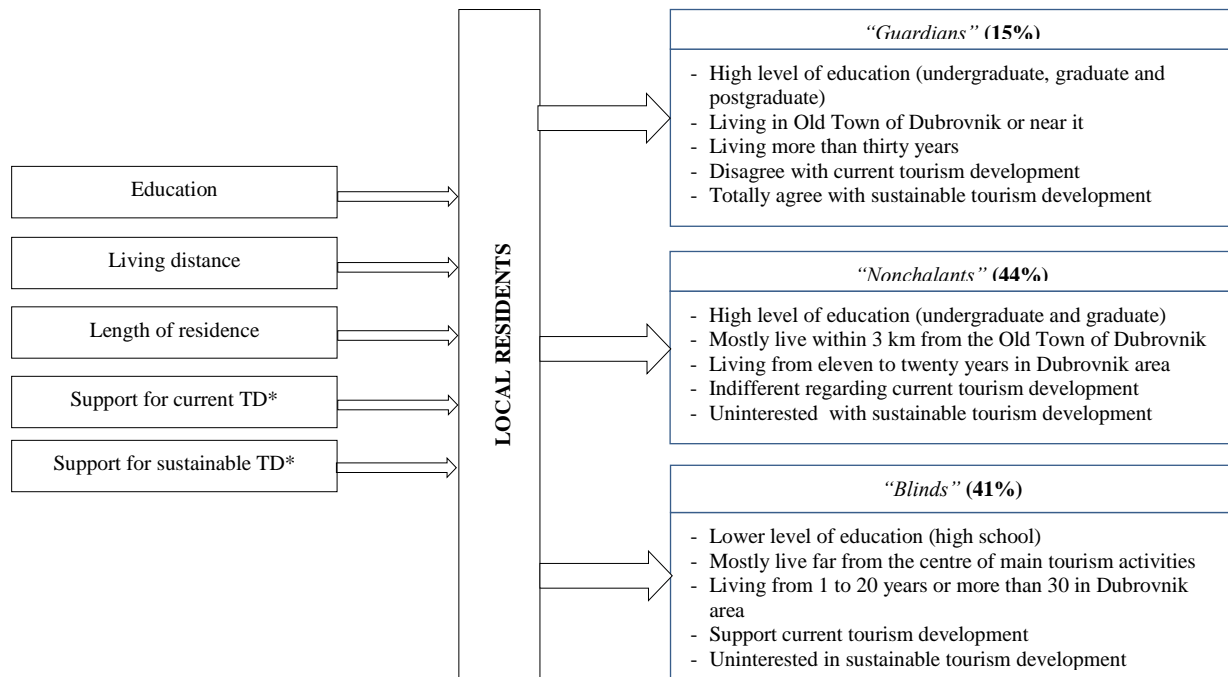 Education
Living distance
Length of residence
Support for current TD*
Support for sustainable TD*
LOCAL RESIDENTS
“Guardians” (15%)
- High level of education (undergraduate, graduate and
postgraduate)
- Living in Old Town of Dubrovnik or near it
- Living more than thirty years
- Disagree with current tourism development
- Totally agree with sustainable tourism development
“Nonchalants” (44%)
- High level of education (undergraduate and graduate)
- Mostly live within 3 km from the Old Town of Dubrovnik
- Living from eleven to twenty years in Dubrovnik area
- Indifferent regarding current tourism development
- Uninterested with sustainable tourism development
“Blinds” (41%)
- Lower level of education (high school)
- Mostly live far from the centre of main tourism activities
- Living from 1 to 20 years or more than 30 in Dubrovnik
area
- Support current tourism development
- Uninterested in sustainable tourism development